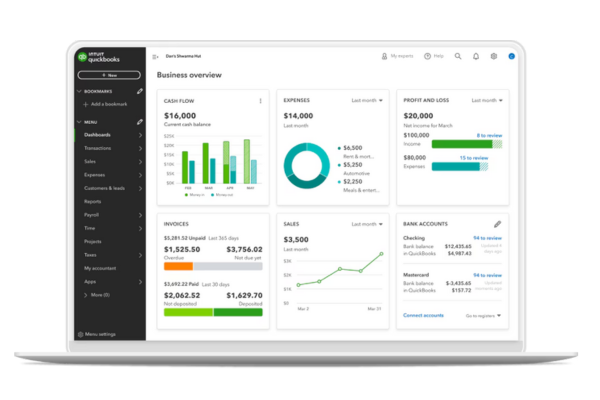 INTUIT
quickbooks
+ New
BOOKMARKS
+ Add a bookmark
MENU
Dashboards
Transactions
Sales
Expenses
Customers & leads
Reports
Payroll
Time
Projects
Taxes
My accountant
Apps
More (1)
Menu settings
Dan's Shwarma Hut
My experts
Help
Business overview
CASH FLOW
$16,000
Current cash balance
$25K
$20K
$15K
$10K
$5K
$0K
FEB
MAR
APR
MAY
Money in
Money out
EXPENSES
Last month
$14,000
Last month
$6,500
Rent & mort...
$5,250
Automotive
$2,250
Meals & entert...
PROFIT AND LOSS
Last month
$20,000
Net income for March
$100,000
8 to review
Income
$80,000
15 to review
Expenses
INVOICES
$5,281.52 Unpaid Last 365 days
$1,525.50 $3,756.02
Overdue Not due yet
$3,692.22 Paid Last 30 days
$2,062.52 $1,629.70
Not deposited Deposited
SALES
Last month
$3,500
Last month
$3K
$2K
$1K
$0
Mar 2
Mar 31
BANK ACCOUNTS
Checking 94 to review
Bank balance $12,435.65
in QuickBooks $4,987.43
Mastercard 94 to review
Bank balance $-3,435.65
in QuickBooks $157.72
Connect accounts
Go to registers